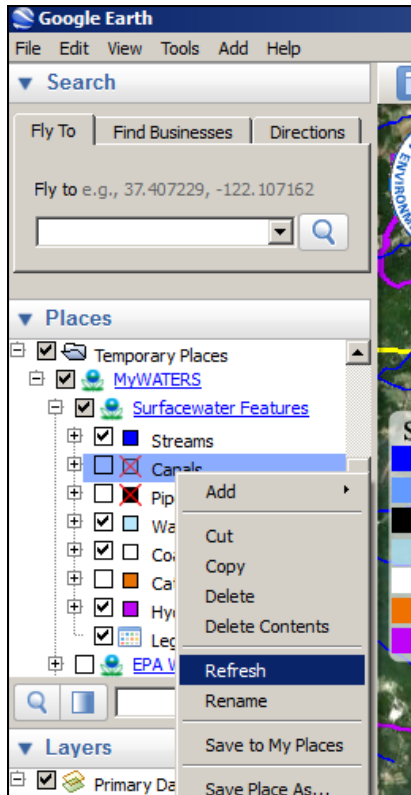 Google Earth
File Edit View Tools Add Help
Search
Fly To Find Businesses Directions
Fly to e.g., 37.407229, -122.107162
Places
Temporary Places
MyWATERS
Surfacewater Features
Streams
Canals
Add
Cut
Copy
Delete
Delete Contents
Refresh
Rename
Save to My Places
Save Place As...
Layers